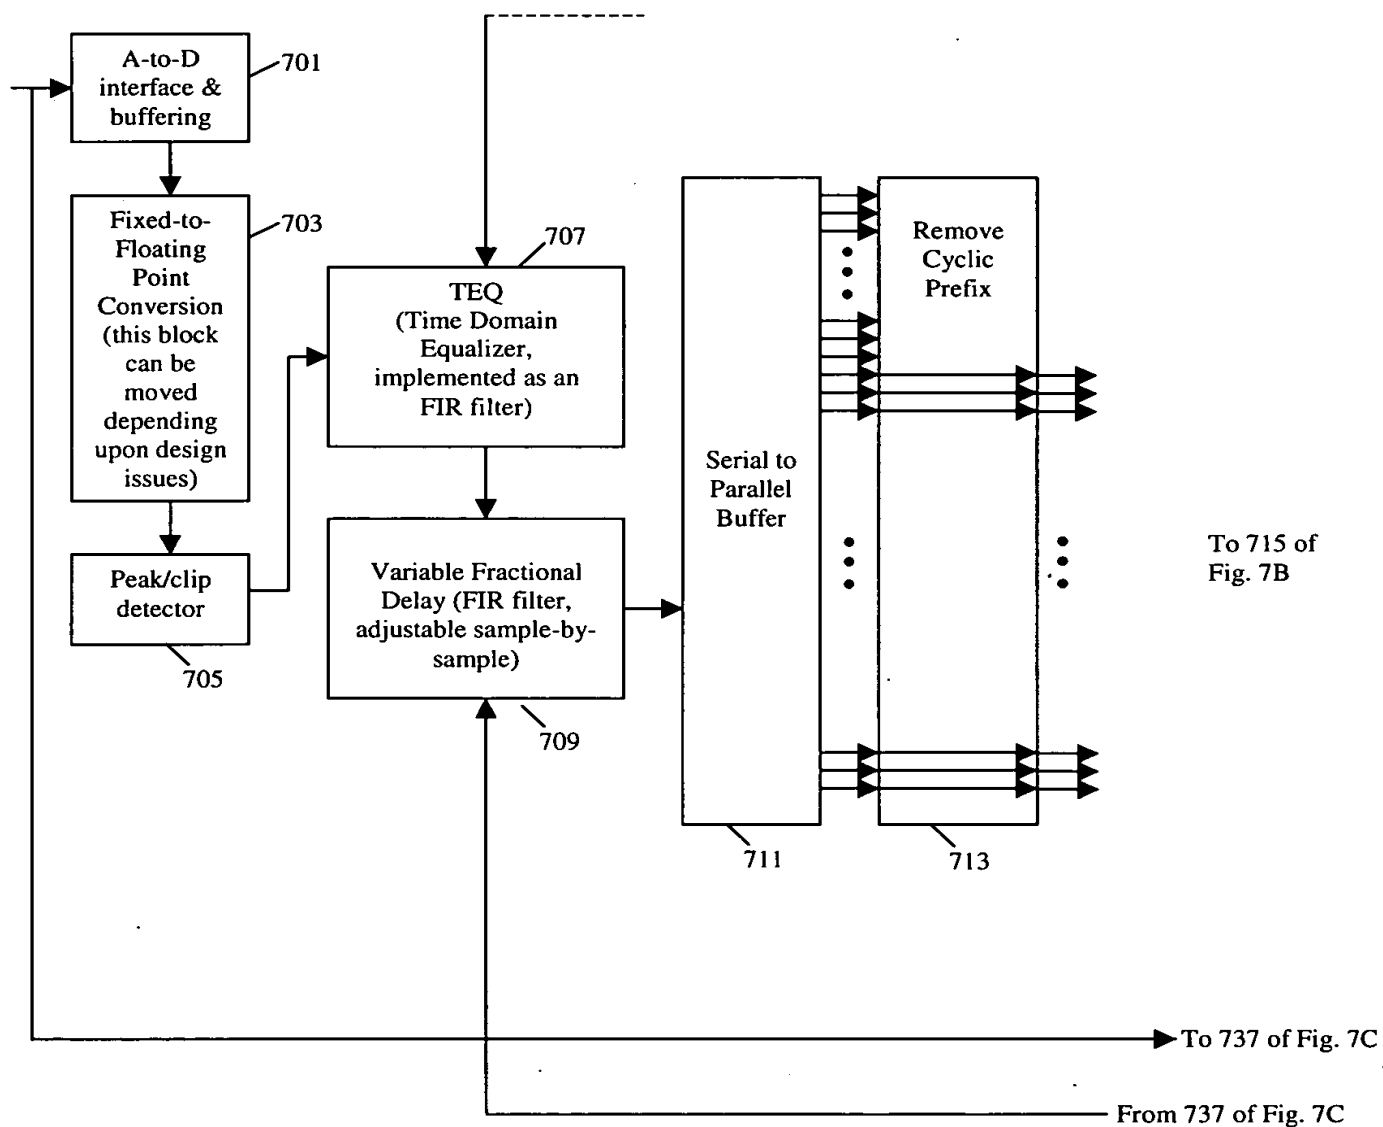 A-to-D
interface &
buffering
701
Fixed-to-
Floating
Point
Conversion
(this block
can be
moved
depending
upon design
issues)
703
Peak/clip
detector
705
707
TEQ
(Time Domain
Equalizer,
implemented as an
FIR filter)
Variable Fractional
Delay (FIR filter,
adjustable sample-by-
sample)
709
Serial to
Parallel
Buffer
711
Remove
Cyclic
Prefix
713
To 715 of
Fig. 7B
To 737 of Fig. 7C
From 737 of Fig. 7C